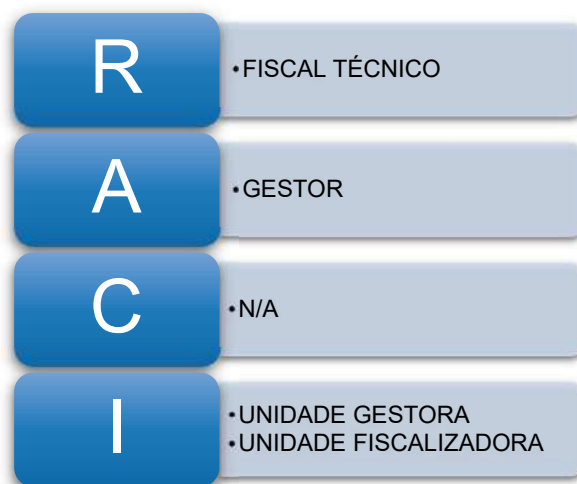 R
•FISCAL TÉCNICO
A
•GESTOR
C
•N/A
I
•UNIDADE GESTORA
•UNIDADE FISCALIZADORA